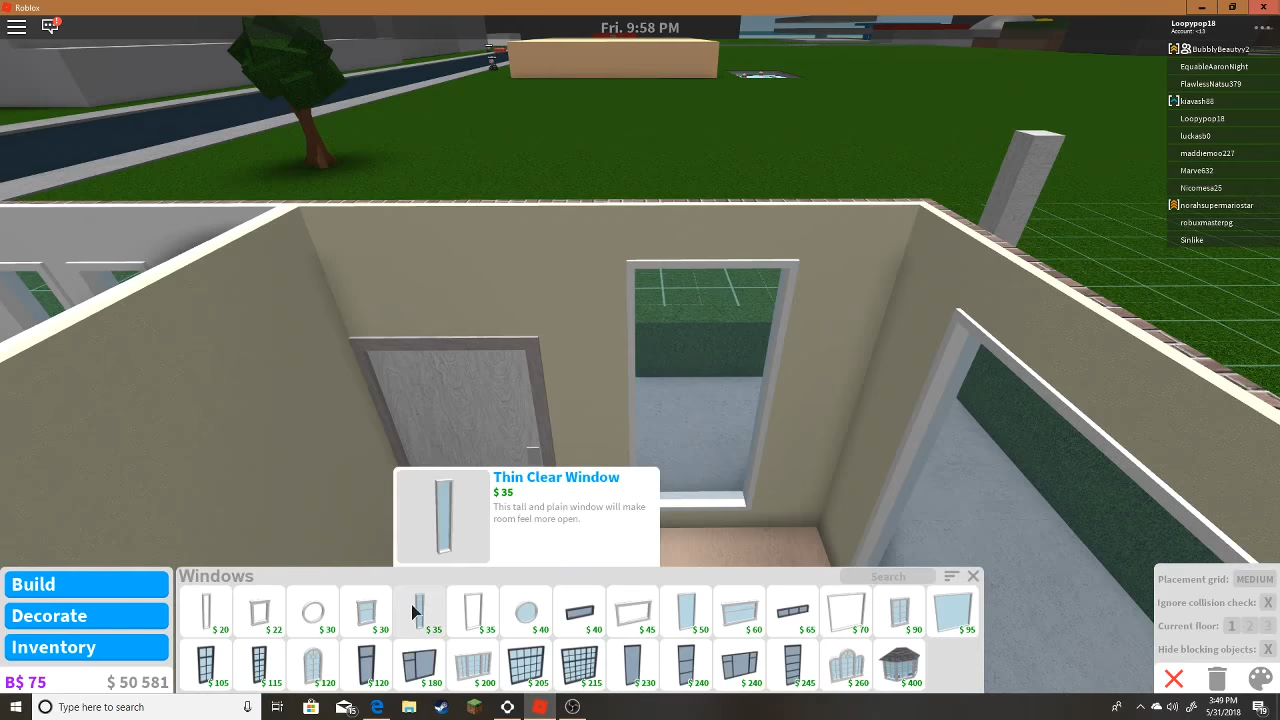 Roblox
Fri. 9:58 PM
Loopypop18
Account: <13
BubblyBeautryy2
EquableAaronNight
FlawlessNatsu379
kiavash88
Loopypop18
luckasb0
maddiemoo227
Marve632
Nicomesa25
norahsupermariostar
robuxmasterpg
Sinlike
Thin Clear Window
$ 35
This tall and plain window will make
room feel more open.
Build
Decorate
Inventory
B$ 75 $ 50 581
Windows
Search
$ 20 $ 22 $ 30 $ 30 $ 35 $ 35 $ 40 $ 40 $ 45 $ 50 $ 60 $ 65 $ 70 $ 90 $ 95
$ 105 $ 115 $ 120 $ 120 $ 180 $ 200 $ 205 $ 215 $ 230 $ 240 $ 240 $ 245 $ 260 $ 400
Placement grid: MEDIUM
Ignore collision check: X
Current floor: 1 2 3
Hide blocking objects: X
Type here to search
3:49 PM
5/31/2018